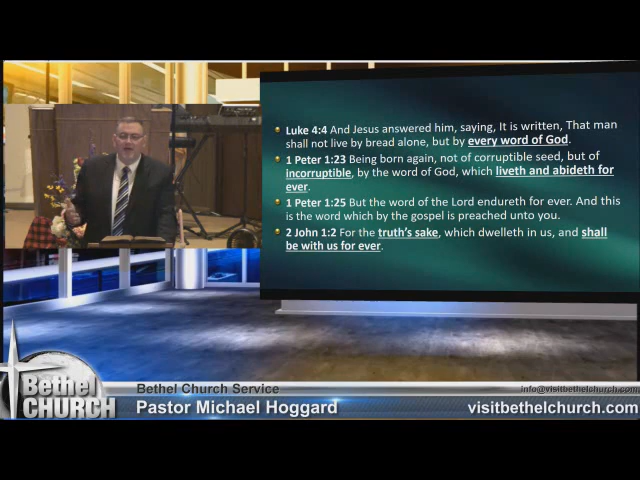 Luke 4:4 And Jesus answered him, saying, It is written, That man
shall not live by bread alone, but by every word of God.
1 Peter 1:23 Being born again, not of corruptible seed, but of
incorruptible, by the word of God, which liveth and abideth for
ever.
1 Peter 1:25 But the word of the Lord endureth for ever. And this
is the word which by the gospel is preached unto you.
2 John 1:2 For the truth's sake, which dwelleth in us, and shall
be with us for ever.
Bethel
CHURCH
Bethel Church Service
info@visitbethelchurch.com
Pastor Michael Hoggard
visitbethelchurch.com